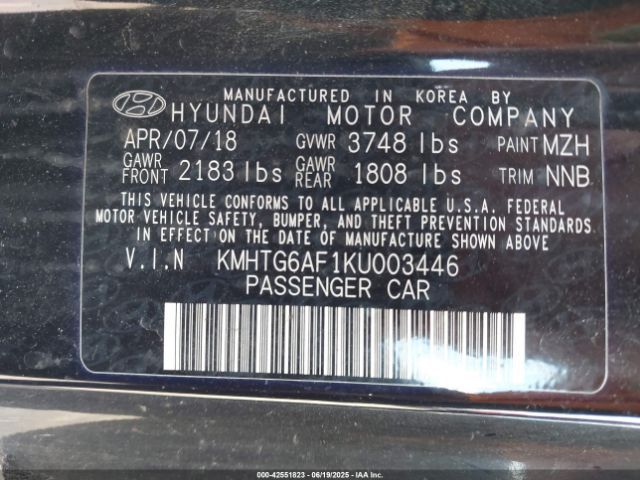 MANUFACTURED IN KOREA BY
HYUNDAI MOTOR COMPANY
APR/07/18 GVWR 3748 lbs PAINT MZH
GAWR FRONT 2183 lbs GAWR REAR 1808 lbs TRIM NNB
THIS VEHICLE CONFORMS TO ALL APPLICABLE U.S.A. FEDERAL
MOTOR VEHICLE SAFETY, BUMPER, AND THEFT PREVENTION STANDARDS
IN EFFECT ON THE DATE OF MANUFACTURE SHOWN ABOVE
V.I.N KMHTG6AF1KU003446
PASSENGER CAR
000-42551823 | 06/19/2025 | IAAI.COM